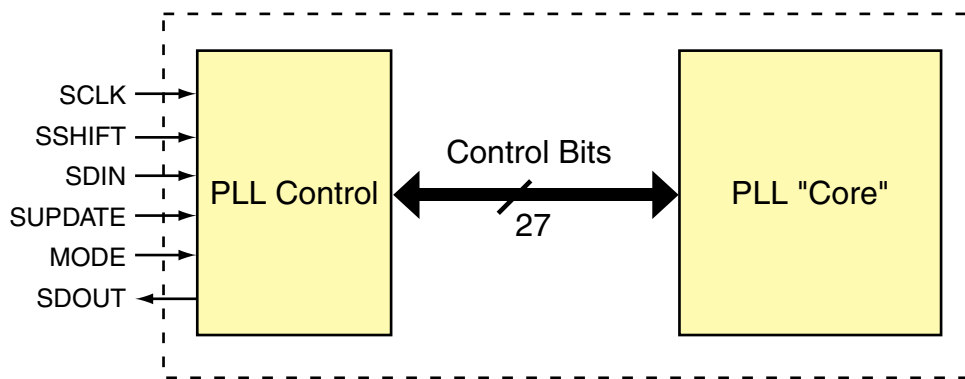 SCLK
SSHIFT
SDIN
SUPDATE
MODE
SDOUT
PLL Control
Control Bits
27
PLL "Core"